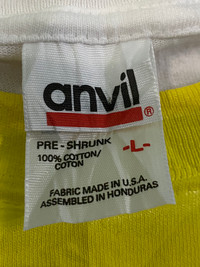 anvil®
PRE-SHRUNK
100% COTTON/
COTON
-L-
FABRIC MADE IN U.S.A.
ASSEMBLED IN HONDURAS